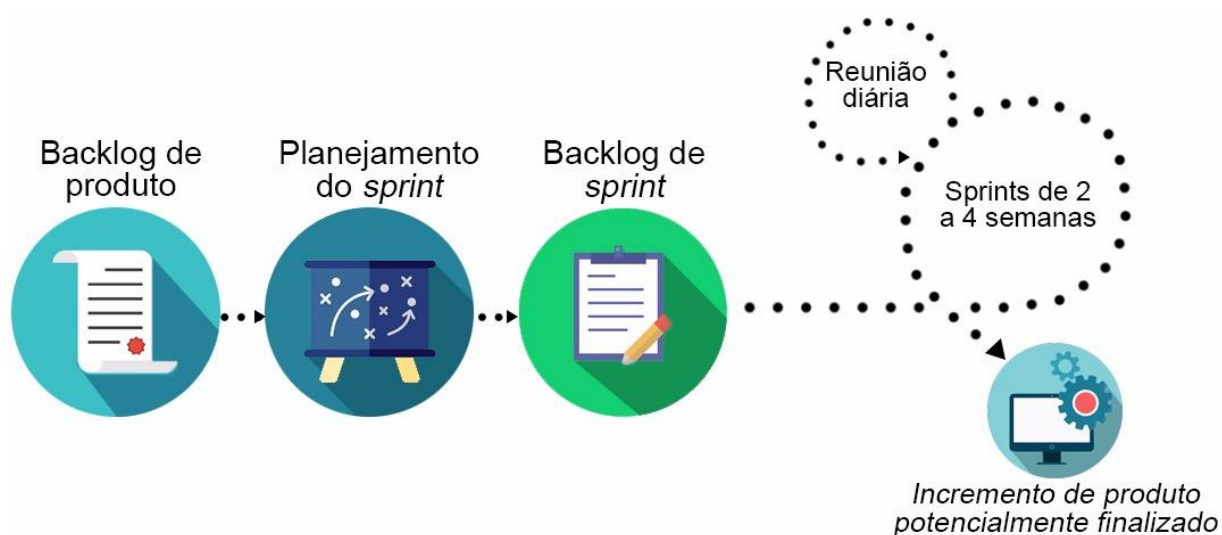 Backlog de
produto
Planejamento
do sprint
Backlog de
sprint
Reunião
diária
Sprints de 2
a 4 semanas
Incremento de produto
potencialmente finalizado